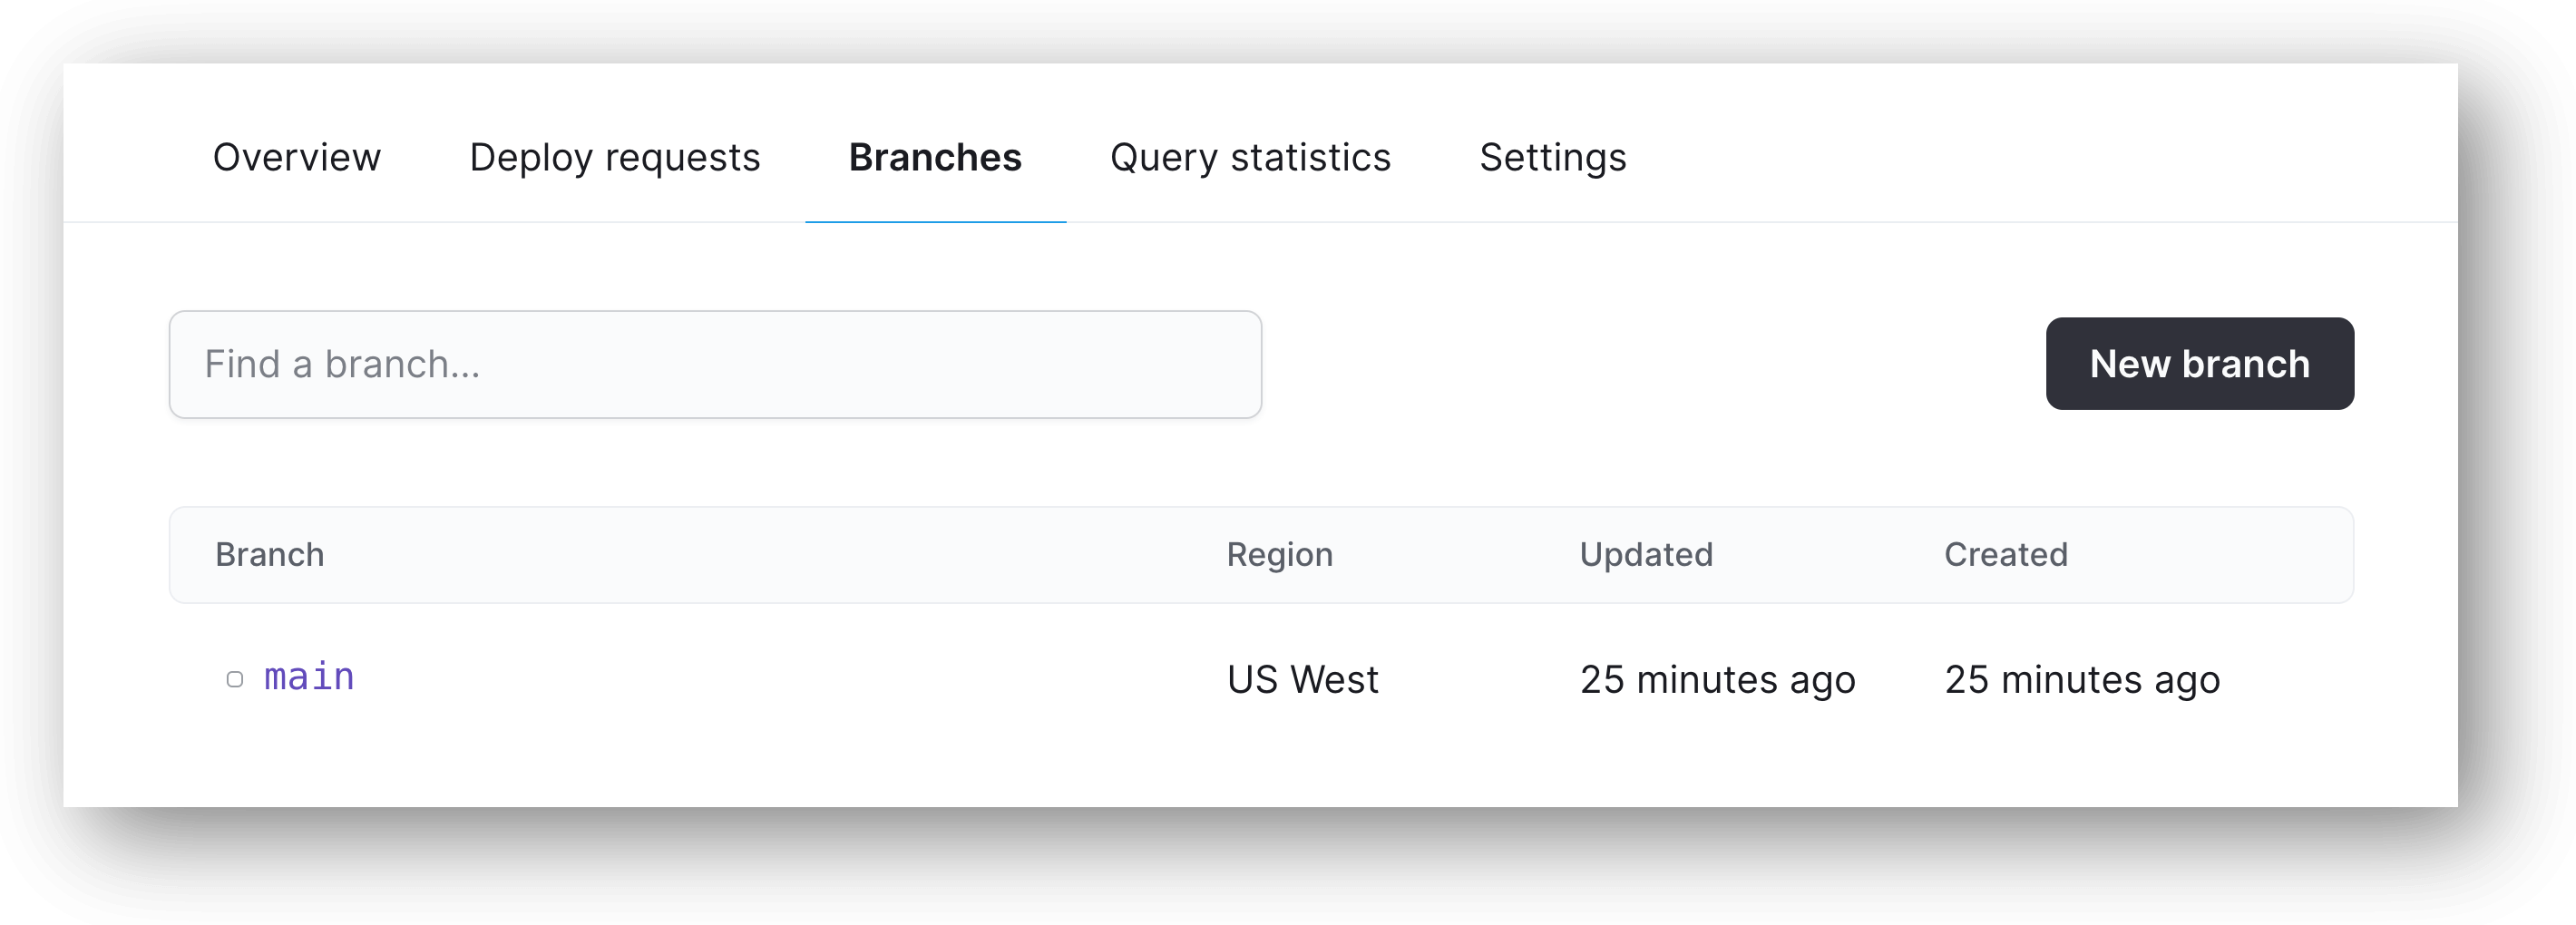 Overview Deploy requests Branches Query statistics Settings
Find a branch... New branch
Branch Region Updated Created
main US West 25 minutes ago 25 minutes ago